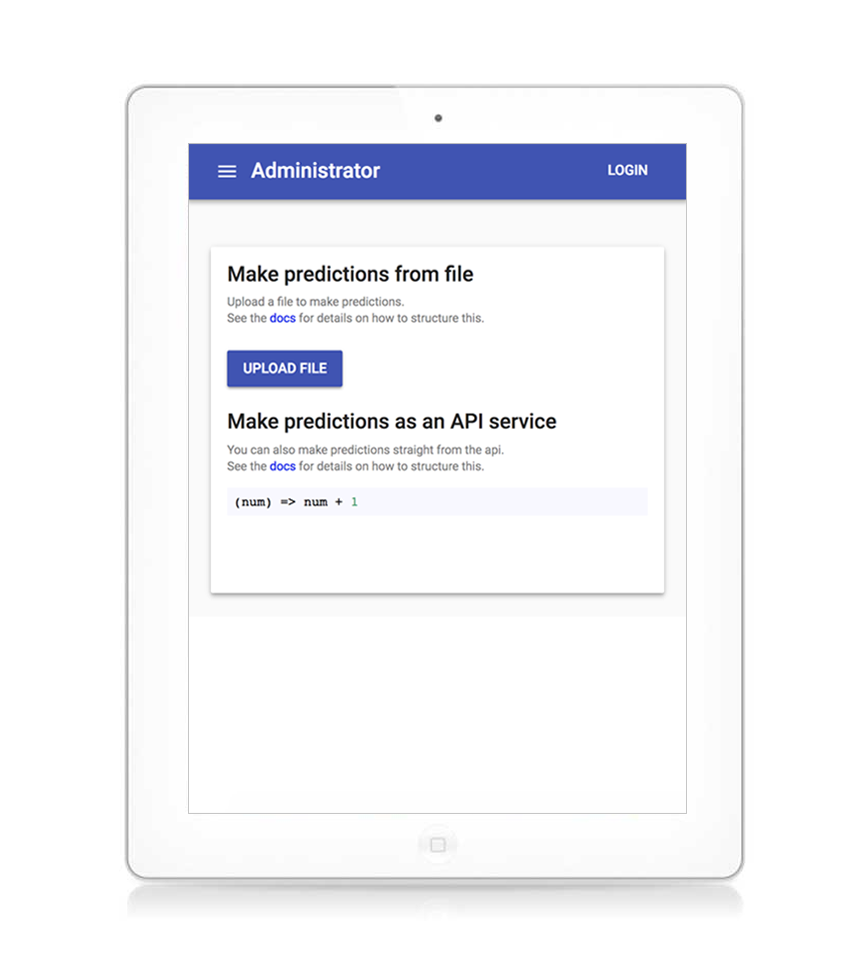 Administrator
LOGIN
Make predictions from file
Upload a file to make predictions.
See the docs for details on how to structure this.
UPLOAD FILE
Make predictions as an API service
You can also make predictions straight from the api.
See the docs for details on how to structure this.
(num) => num + 1